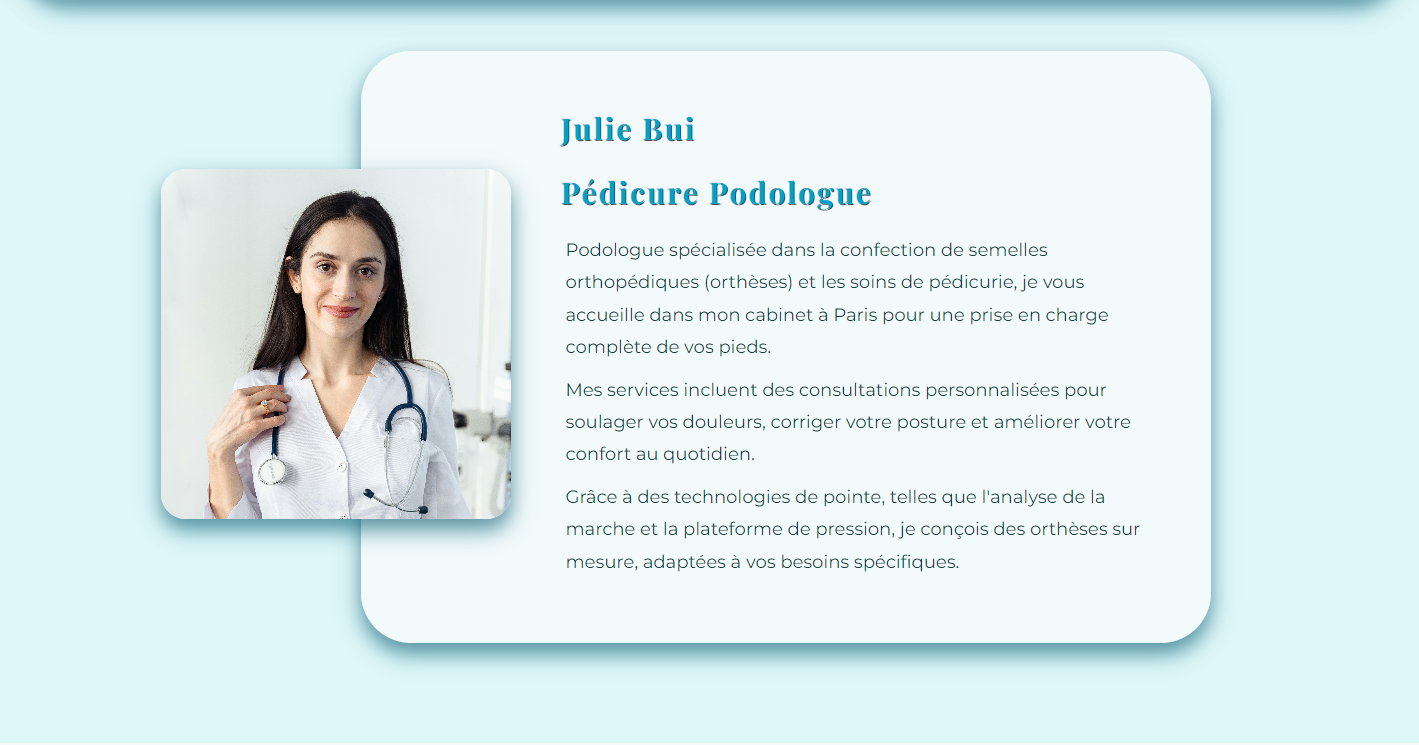 Julie Bui
Pédicure Podologue
Podologue spécialisée dans la confection de semelles
orthopédiques (orthèses) et les soins de pédicurie, je vous
accueille dans mon cabinet à Paris pour une prise en charge
complète de vos pieds.
Mes services incluent des consultations personnalisées pour
soulager vos douleurs, corriger votre posture et améliorer votre
confort au quotidien.
Grâce à des technologies de pointe, telles que l'analyse de la
marche et la plateforme de pression, je conçois des orthèses sur
mesure, adaptées à vos besoins spécifiques.